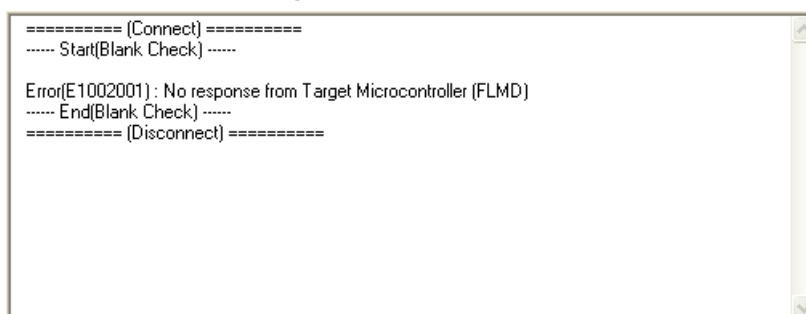 ========== (Connect) ==========
------ Start(Blank Check) ------
Error(E1002001) : No response from Target Microcontroller (FLMD)
------ End(Blank Check) ------
========== (Disconnect) ==========